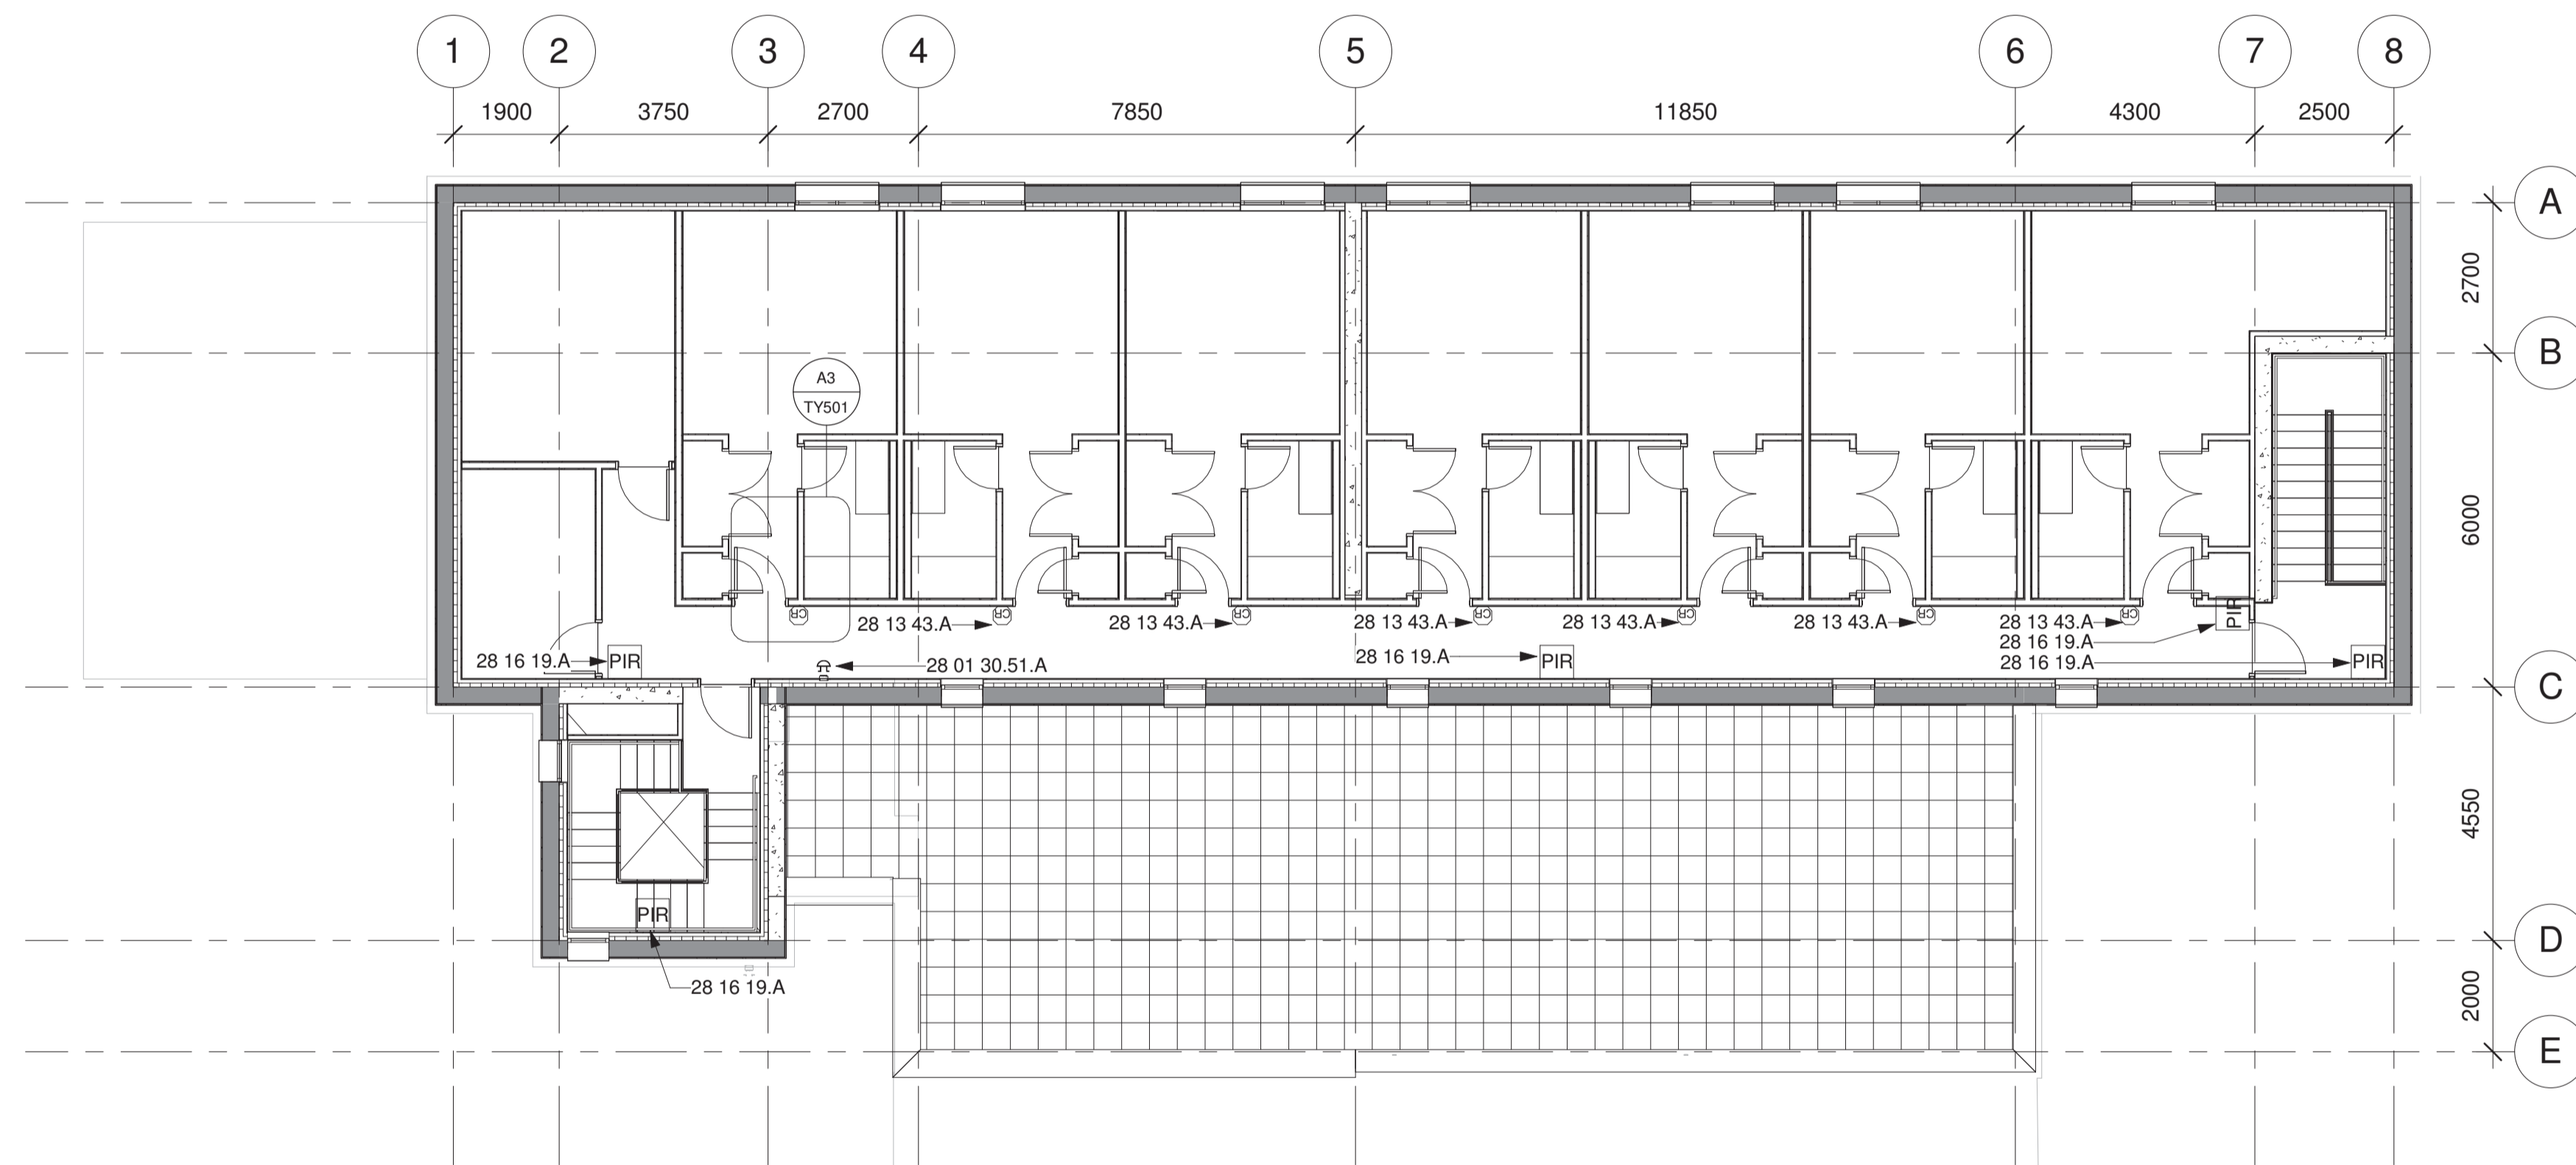 1 2 3 4 5 6 7 8
1900 3750 2700 7850 11850 4300 2500
A
2700
B
A3
TY501
6000
CR CR CR CR CR CR CR
28 13 43.A 28 13 43.A 28 13 43.A 28 13 43.A 28 13 43.A 28 13 43.A
PIR
28 16 19.A
28 16 19.A PIR
28 01 30.51.A
28 16 19.A PIR
28 16 19.A PIR
C
4550
PIR
D
28 16 19.A
2000
E